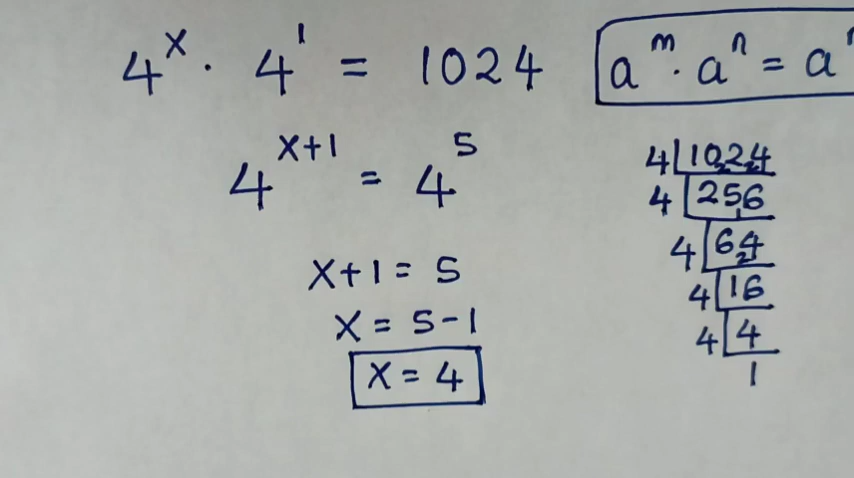 4^x · 4^1 = 1024
a^m · a^n = a
4^(x+1) = 4^5
x+1 = 5
x = 5-1
x = 4
4 1024
4 256
4 64
4 16
4 4
1